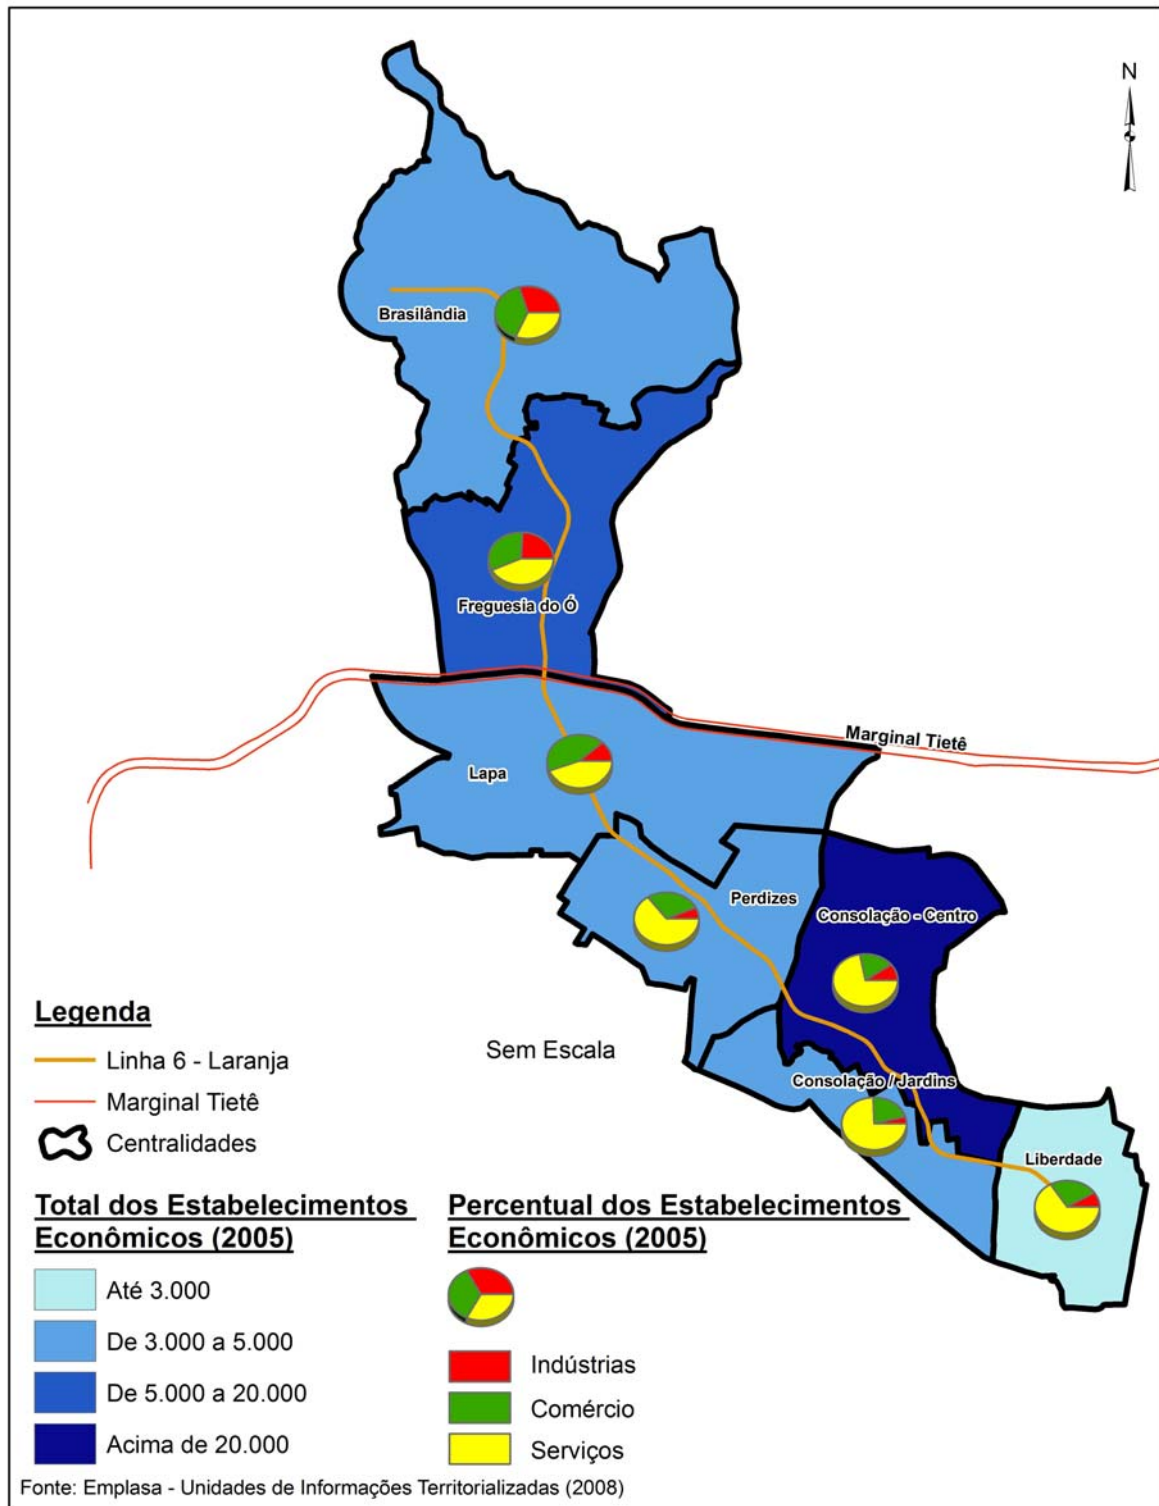 N
Brasilândia
Freguesia do Ó
Marginal Tietê
Lapa
Perdizes
Consolação - Centro
Legenda
Linha 6 - Laranja
Sem Escala
Consolação / Jardins
Marginal Tietê
Centralidades
Liberdade
Total dos Estabelecimentos
Econômicos (2005)
Até 3.000
De 3.000 a 5.000
De 5.000 a 20.000
Acima de 20.000
Percentual dos Estabelecimentos
Econômicos (2005)
Indústrias
Comércio
Serviços
Fonte: Emplasa - Unidades de Informações Territorializadas (2008)